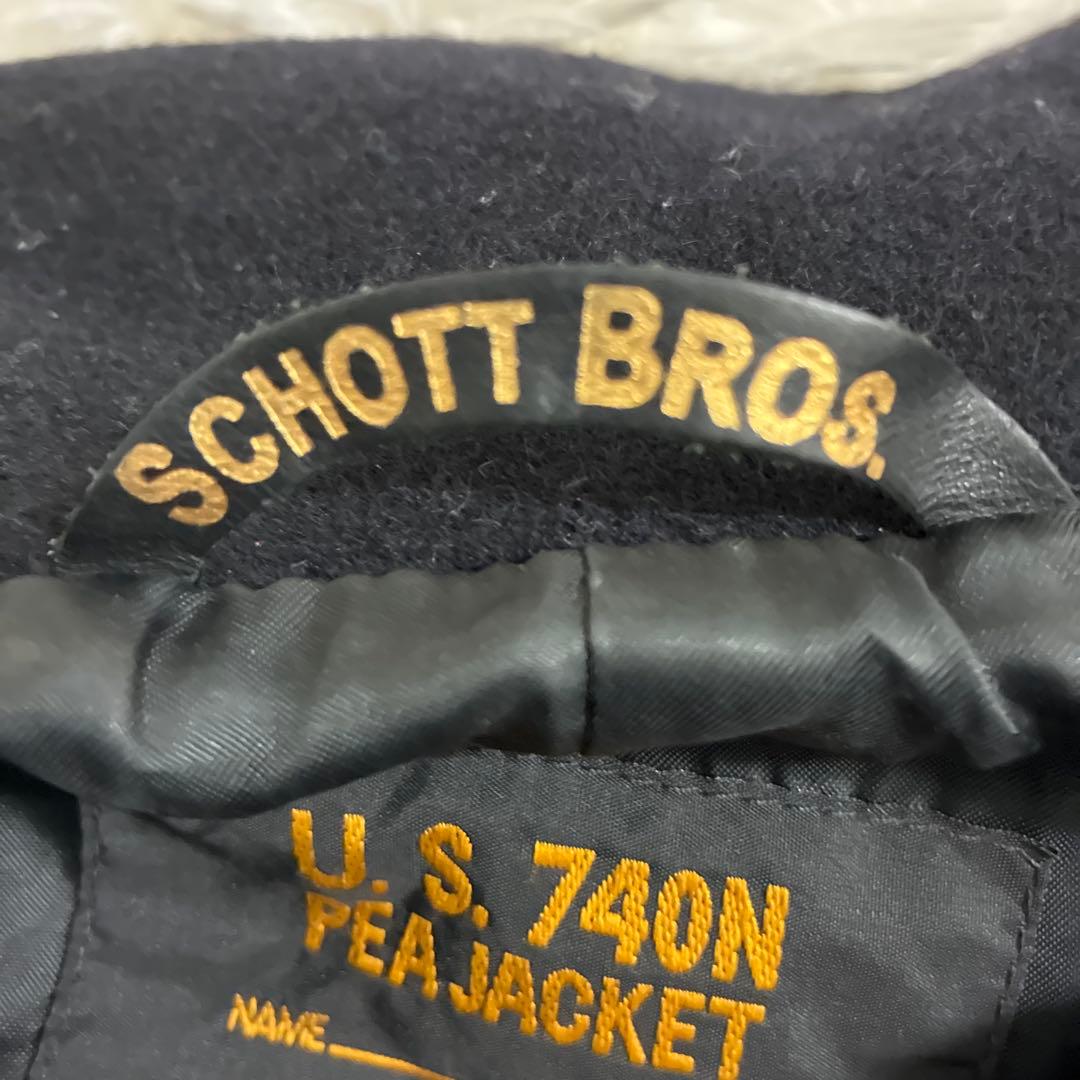 SCHOTT BROS.
U.S. 740N
PEA JACKET
NAME